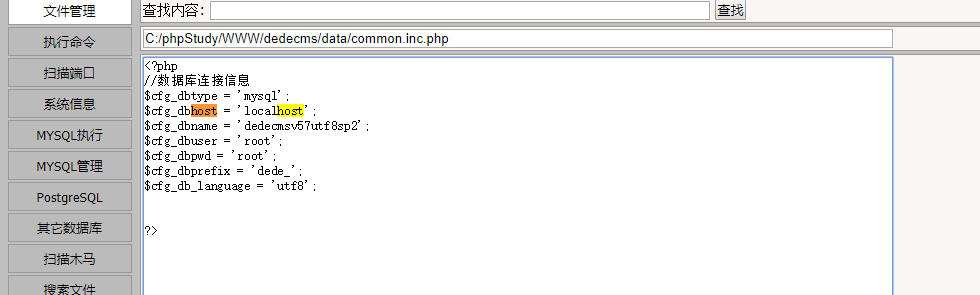 文件管理
查找内容:
查找
执行命令
C:/phpStudy/WWW/dedecms/data/common.inc.php
扫描端口
系统信息
MYSQL执行
MYSQL管理
PostgreSQL
其它数据库
扫描木马
搜索文件
<?php
//数据库连接信息
$cfg_dbtype = 'mysql';
$cfg_dbhost = 'localhost';
$cfg_dbname = 'dedecmsv57utf8sp2';
$cfg_dbuser = 'root';
$cfg_dbpwd = 'root';
$cfg_dbprefix = 'dede_';
$cfg_db_language = 'utf8';
?>